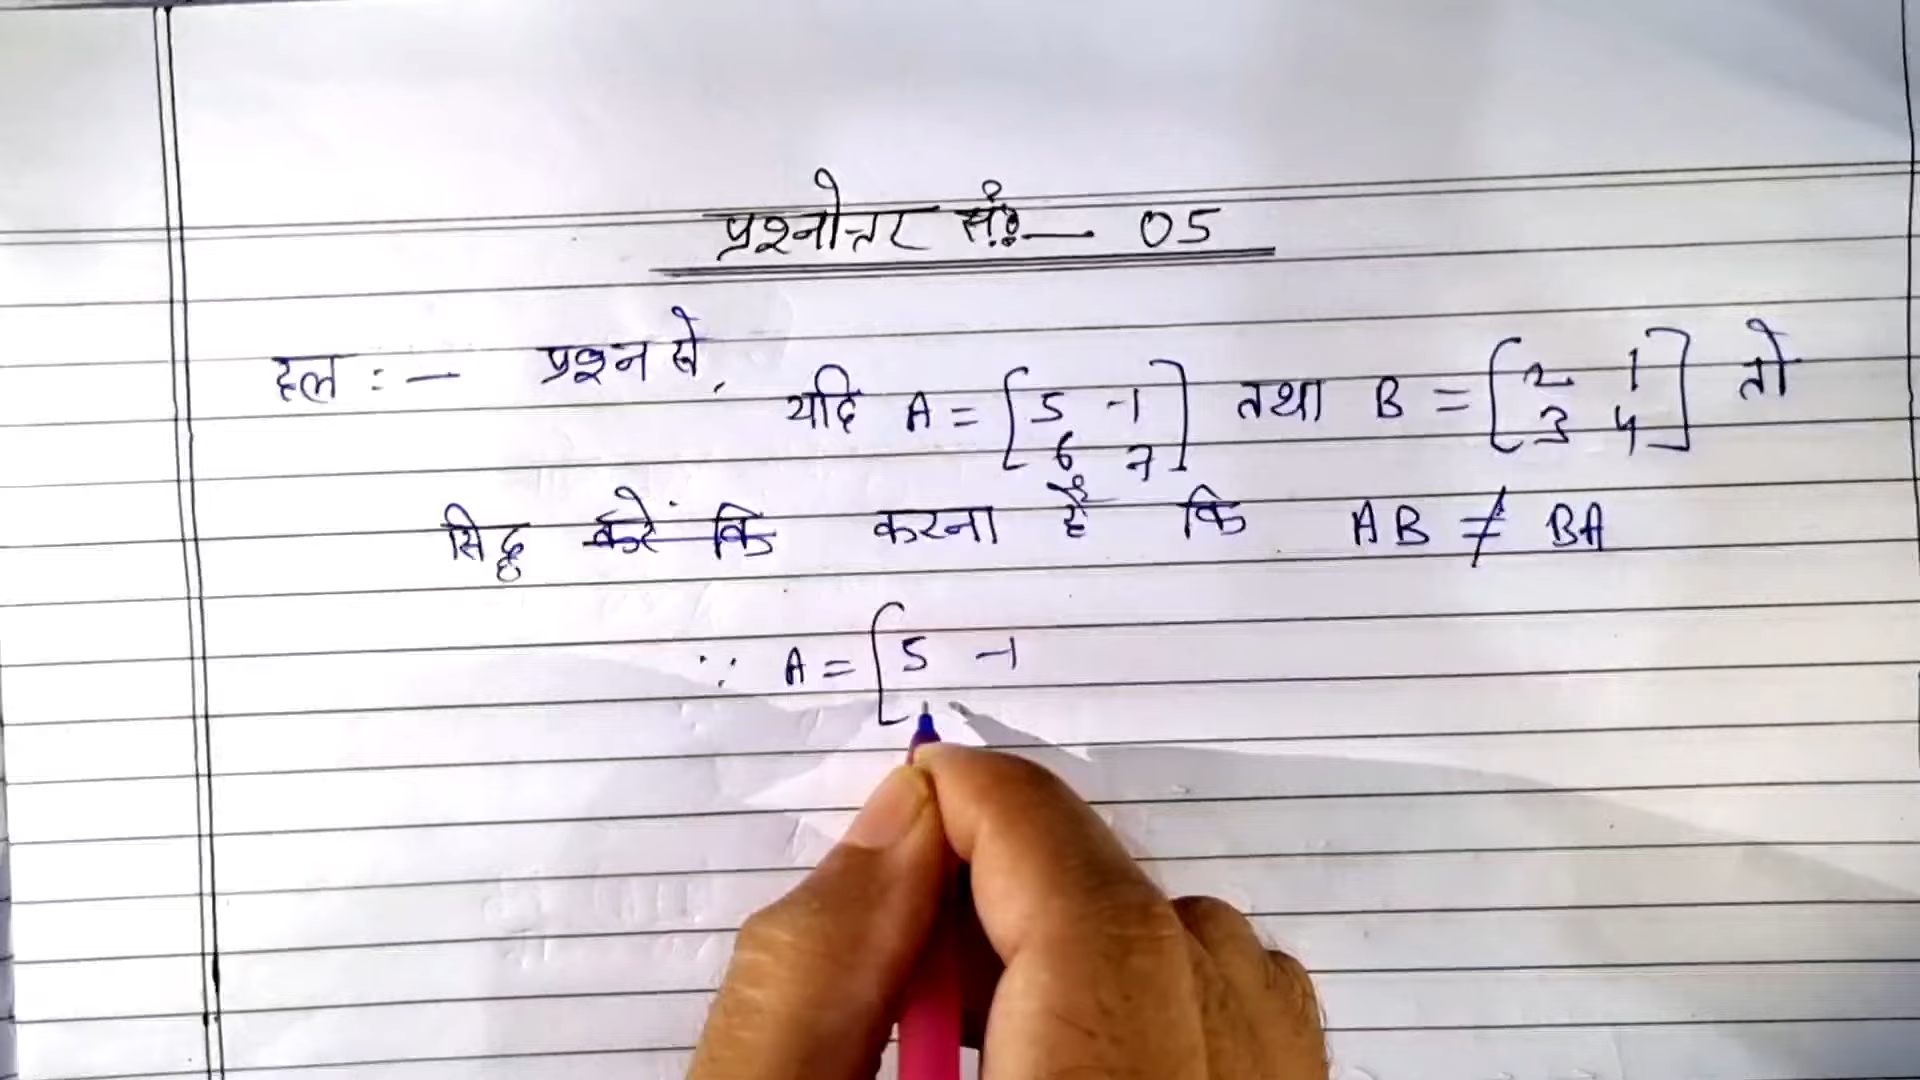 प्रश्नोत्तर सं० — 05
हल : — प्रश्न से,
यदि A = [5 -1] तथा B = [2 1] तो
6 7 3 4
सिद्ध करें कि करना है कि AB ≠ BA
∵ A = [5 -1